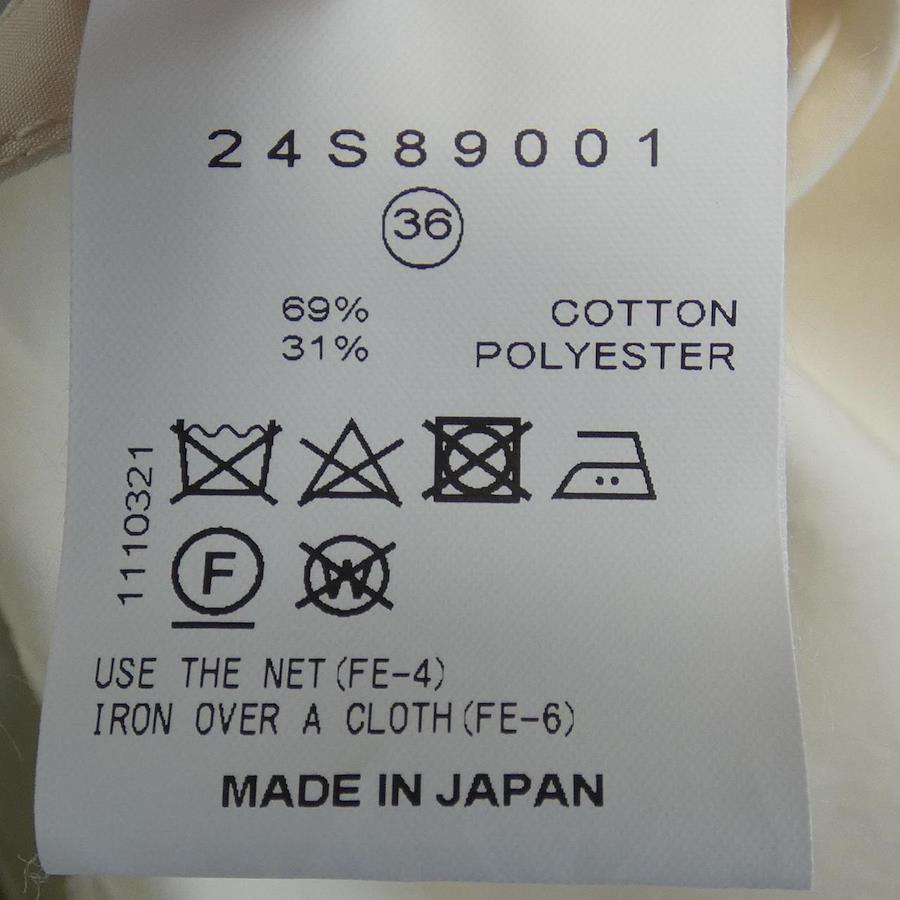 24S89001
36
69% COTTON
31% POLYESTER
110321
F
W
USE THE NET(FE-4)
IRON OVER A CLOTH(FE-6)
MADE IN JAPAN